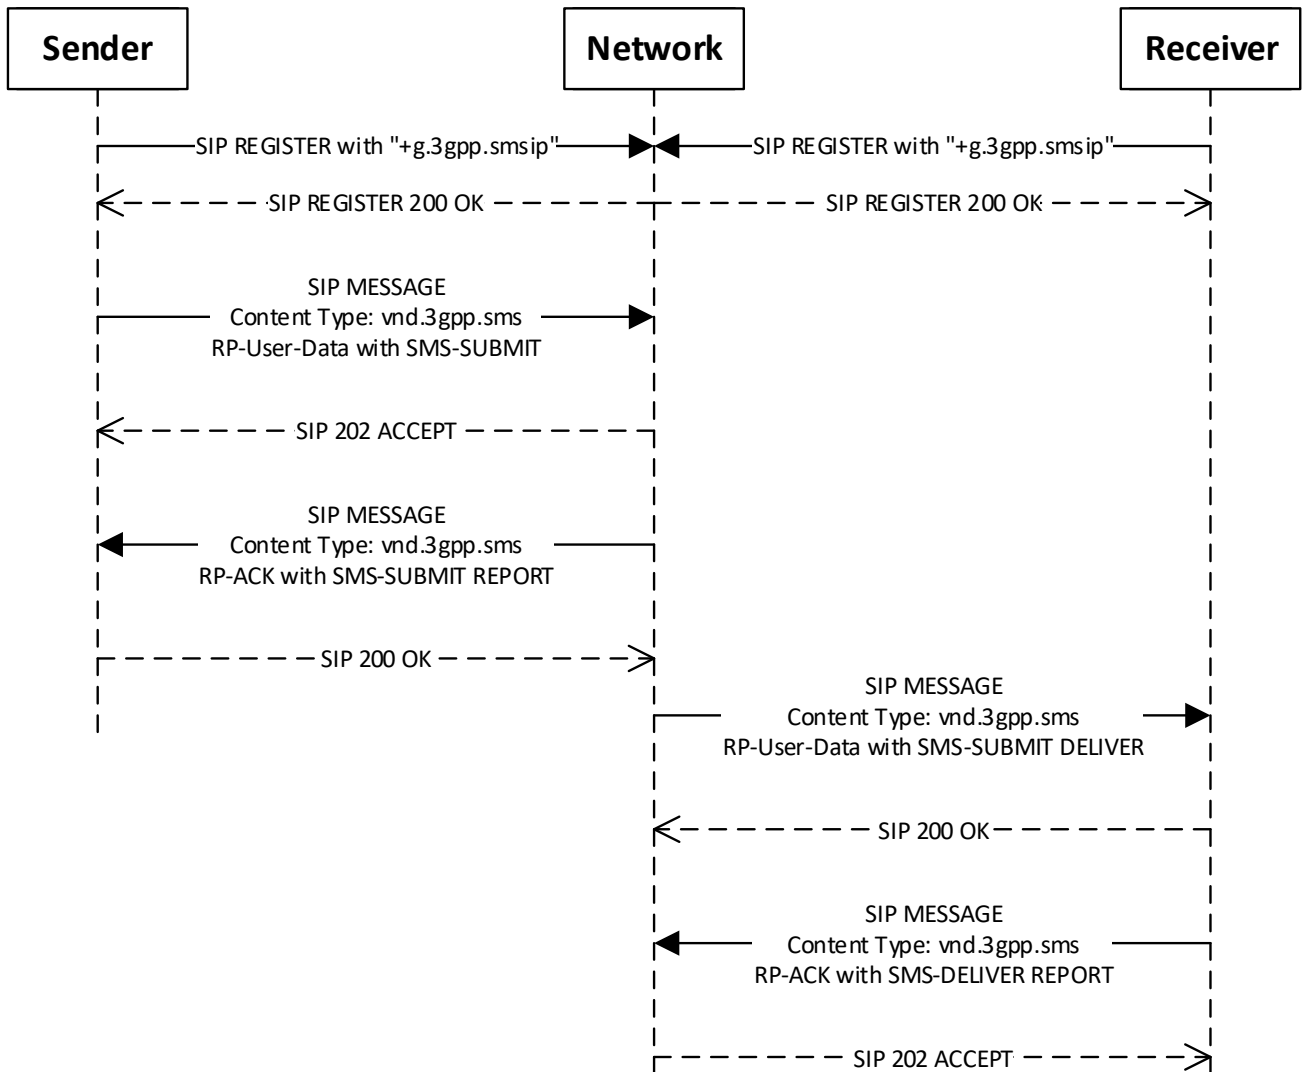 Sender
Network
Receiver
SIP REGISTER with "+g.3gpp.smsip"
SIP REGISTER with "+g.3gpp.smsip"
SIP REGISTER 200 OK
SIP REGISTER 200 OK
SIP MESSAGE
Content Type: vnd.3gpp.sms
RP-User-Data with SMS-SUBMIT
SIP 202 ACCEPT
SIP MESSAGE
Content Type: vnd.3gpp.sms
RP-ACK with SMS-SUBMIT REPORT
SIP 200 OK
SIP MESSAGE
Content Type: vnd.3gpp.sms
RP-User-Data with SMS-SUBMIT DELIVER
SIP 200 OK
SIP MESSAGE
Content Type: vnd.3gpp.sms
RP-ACK with SMS-DELIVER REPORT
SIP 202 ACCEPT